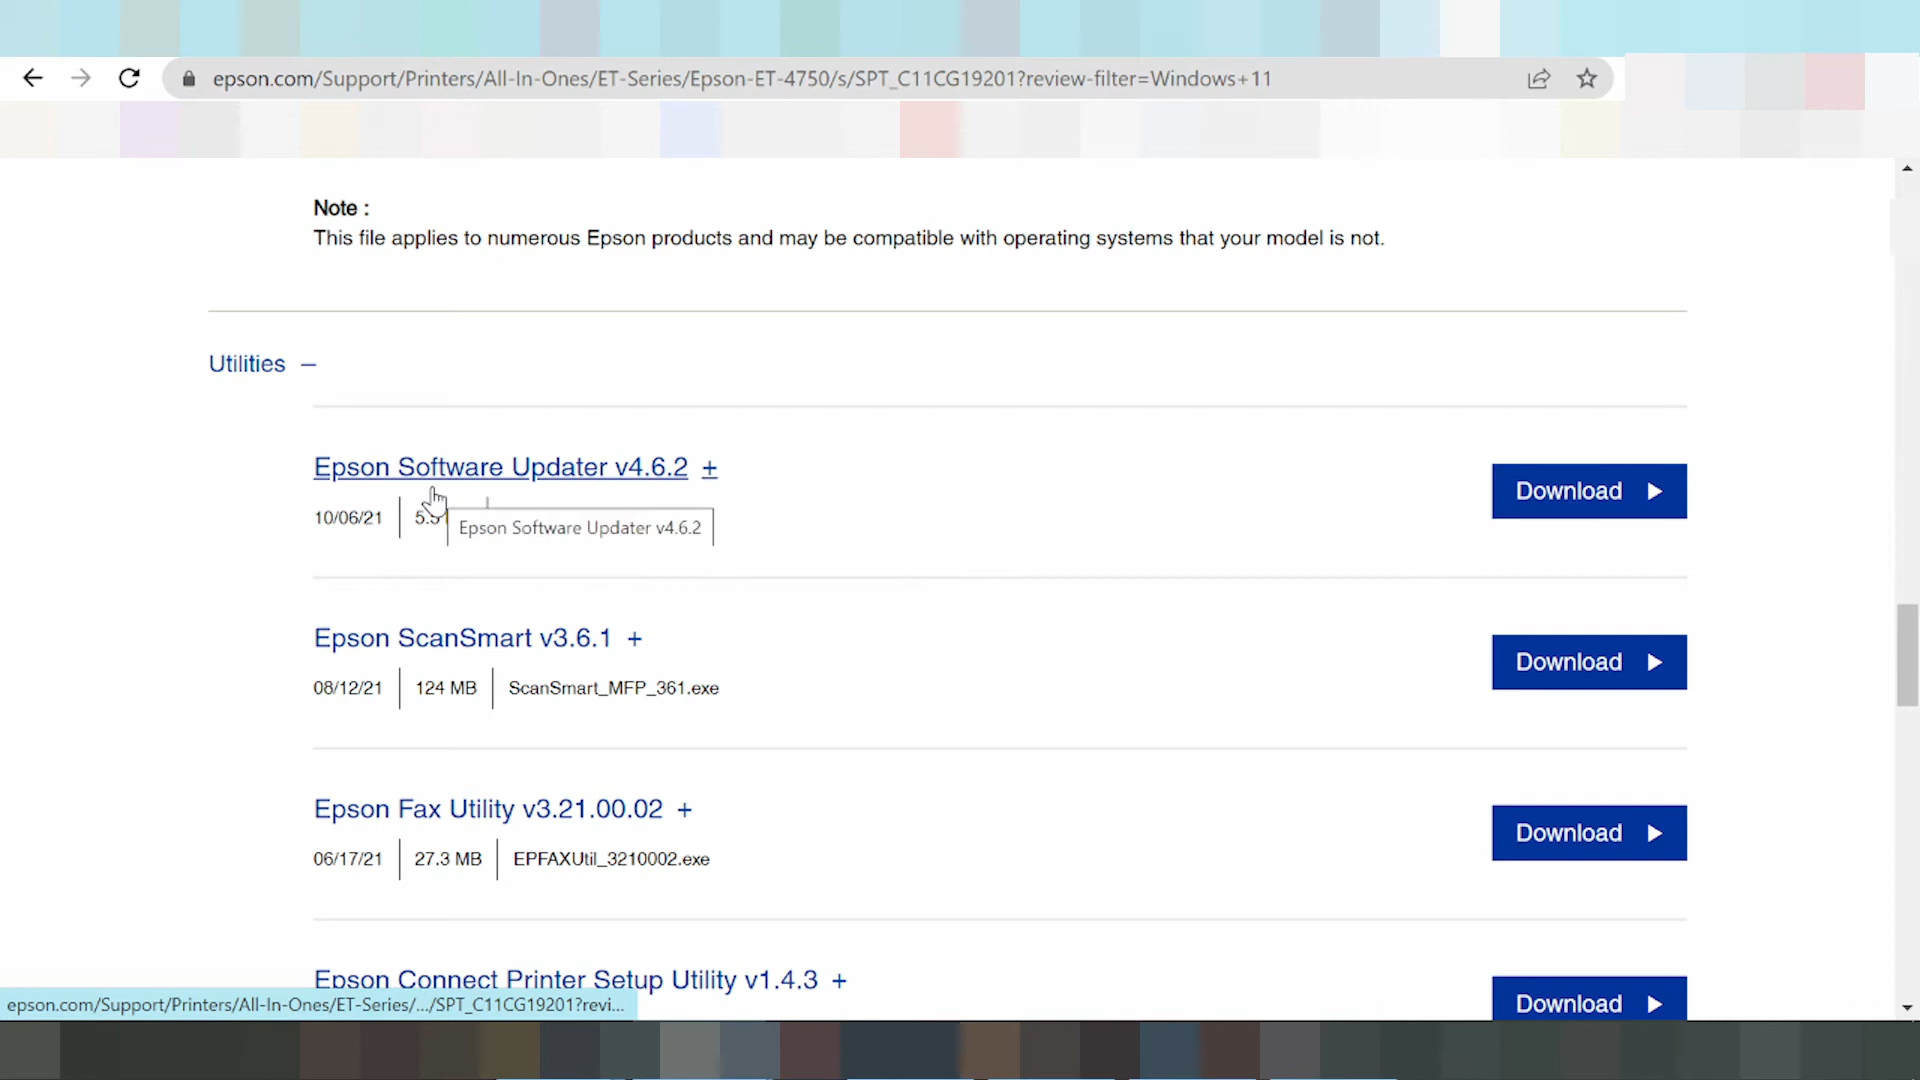 epson.com/Support/Printers/All-In-Ones/ET-Series/Epson-ET-4750/s/SPT_C11CG19201?review-filter=Windows+11
Note :
This file applies to numerous Epson products and may be compatible with operating systems that your model is not.
Utilities –
Epson Software Updater v4.6.2 +
Download
10/06/21
Epson Software Updater v4.6.2
Epson ScanSmart v3.6.1 +
Download
08/12/21 124 MB ScanSmart_MFP_361.exe
Epson Fax Utility v3.21.00.02 +
Download
06/17/21 27.3 MB EPFAXUtil_3210002.exe
Epson Connect Printer Setup Utility v1.4.3 +
Download
epson.com/Support/Printers/All-In-Ones/ET-Series/.../SPT_C11CG19201?revi...